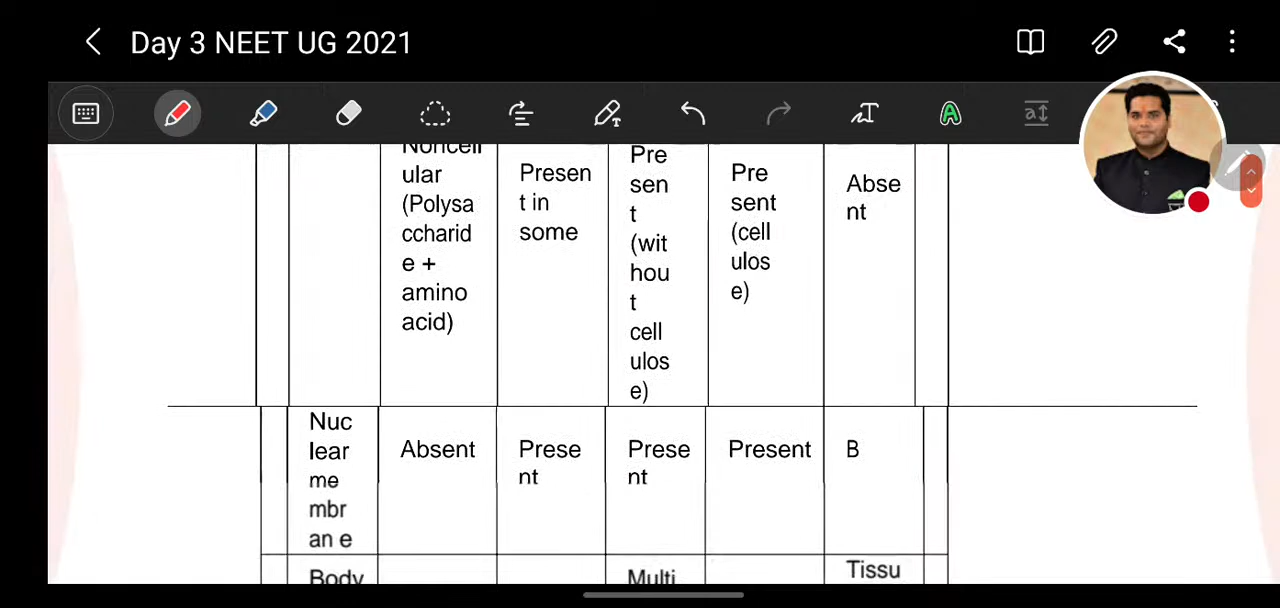 Day 3 NEET UG 2021
Noncell
ular
(Polysa
ccharid
e +
amino
acid)
Presen
t in
some
Pre
sen
t
(wit
hou
t
cell
ulos
e)
Pre
sent
(cell
ulos
e)
Abse
nt
Nuc
lear
me
mbr
an e
Absent
Prese
nt
Prese
nt
Present
B
Body
Multi
Tissu